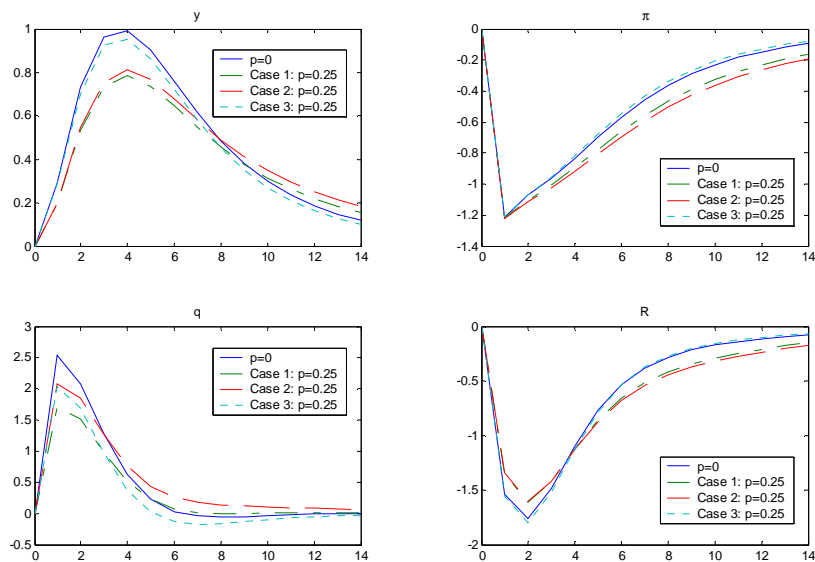 y
1
0.8
0.6
0.4
0.2
0
0 2 4 6 8 10 12 14
p=0
Case 1: p=0.25
Case 2: p=0.25
Case 3: p=0.25
π
0
-0.2
-0.4
-0.6
-0.8
-1
-1.2
-1.4
0 2 4 6 8 10 12 14
p=0
Case 1: p=0.25
Case 2: p=0.25
Case 3: p=0.25
q
3
2.5
2
1.5
1
0.5
0
-0.5
0 2 4 6 8 10 12 14
p=0
Case 1: p=0.25
Case 2: p=0.25
Case 3: p=0.25
R
0
-0.5
-1
-1.5
-2
0 2 4 6 8 10 12 14
p=0
Case 1: p=0.25
Case 2: p=0.25
Case 3: p=0.25